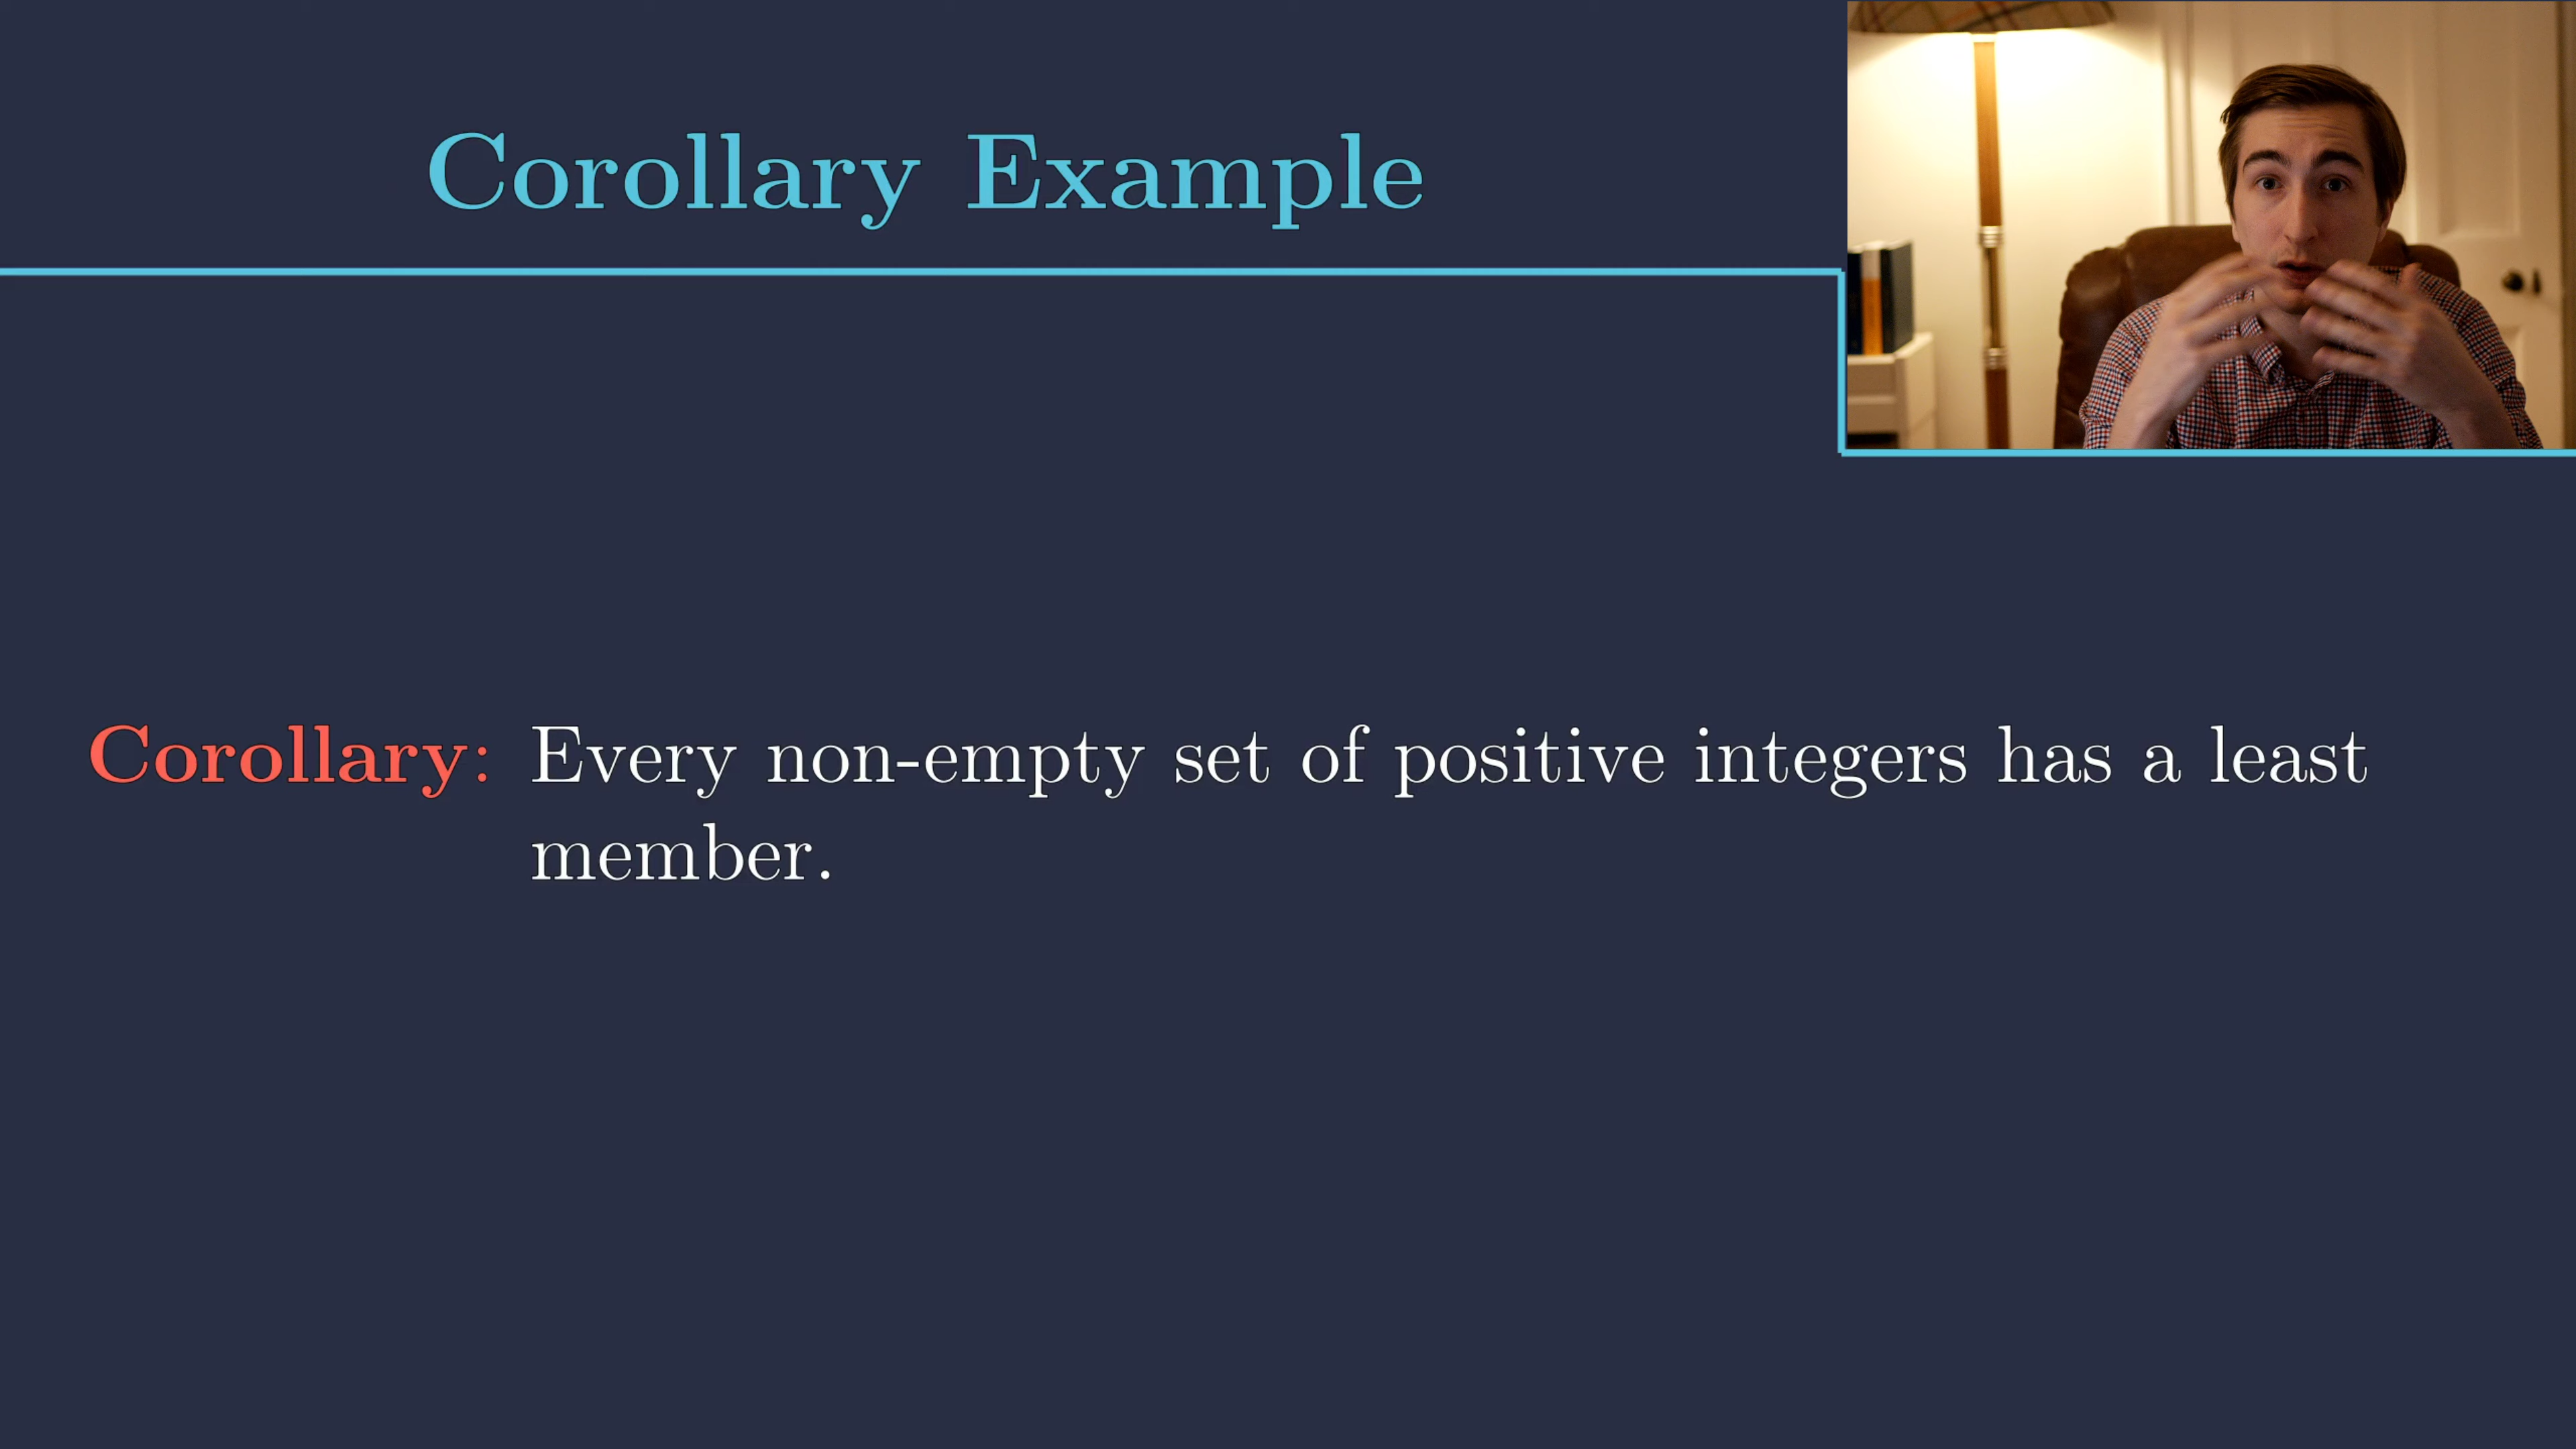 Corollary Example
Corollary: Every non-empty set of positive integers has a least
member.